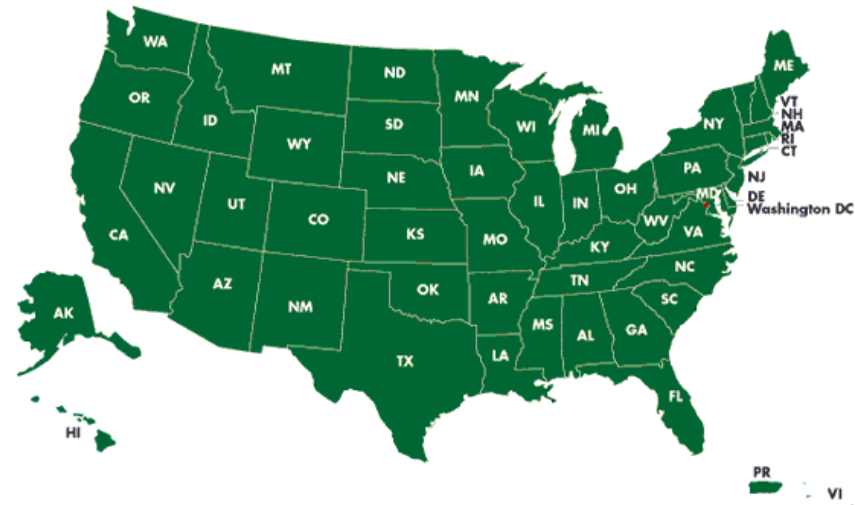 WA
MT
ND
MN
ME
OR
ID
SD
WI
MI
NY
VT
NH
MA
RI
CT
WY
NE
IA
PA
NJ
NV
UT
CO
IL
IN
OH
MD
DE
Washington DC
CA
KS
MO
WV
VA
KY
AZ
NM
OK
AR
TN
NC
SC
AK
TX
LA
MS
AL
GA
FL
HI
PR
VI